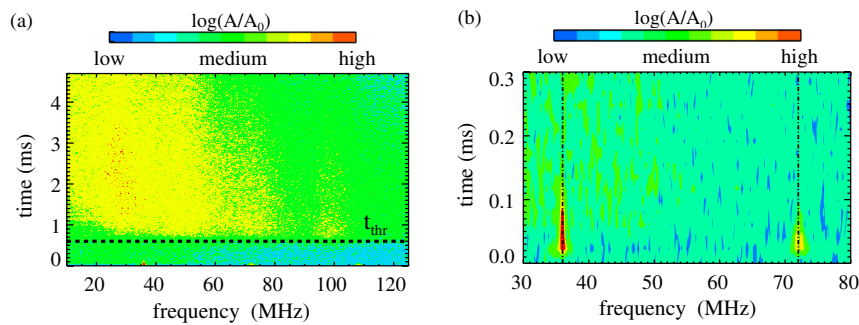 (a)
log(A/A₀)
low medium high
4
3
2
1
0
time (ms)
t_thr
20 40 60 80 100 120
frequency (MHz)
(b)
log(A/A₀)
low medium high
0.3
0.2
0.1
0.0
time (ms)
30 40 50 60 70 80
frequency (MHz)